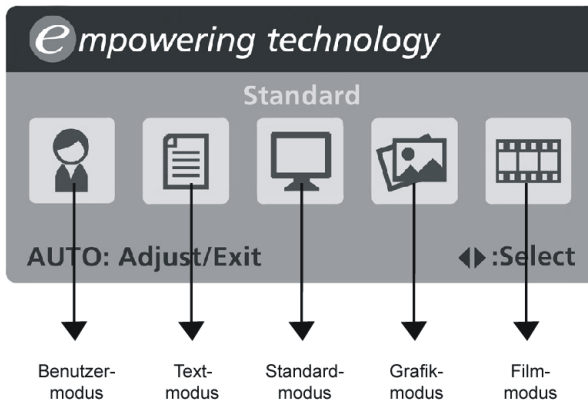 empowering technology
Standard
AUTO: Adjust/Exit
:Select
Benutzer-
modus
Text-
modus
Standard-
modus
Grafik-
modus
Film-
modus